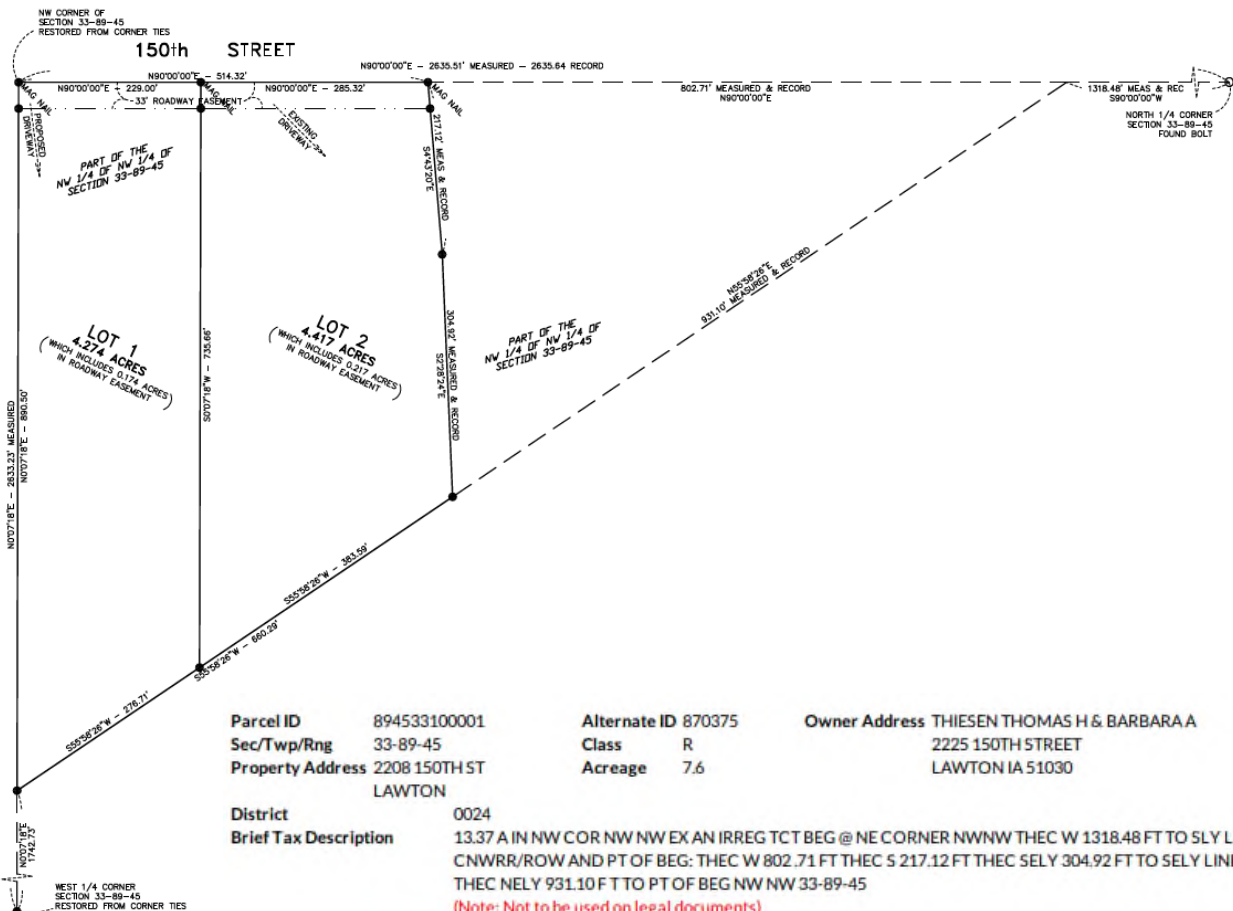 NW CORNER OF
SECTION 33-89-45
RESTORED FROM CORNER TIES
150th STREET
N90°00'00"E - 2635.51' MEASURED - 2635.64 RECORD
N90°00'00"E - 514.32'
N90°00'00"E - 229.00'
N90°00'00"E - 285.32'
802.71' MEASURED & RECORD
N90°00'00"E
1318.48' MEAS & REC
S90°00'00"W
NORTH 1/4 CORNER
SECTION 33-89-45
FOUND BOLT
MAG NAIL
MAG NAIL
MAG NAIL
33' ROADWAY EASEMENT
PROPOSED
DRIVEWAY
EXISTING
DRIVEWAY
PART OF THE
NW 1/4 OF NW 1/4 OF
SECTION 33-89-45
217.12' MEAS & RECORD
S4°43'20"E
N55°58'26"E
931.10' MEASURED & RECORD
LOT 1
4.274 ACRES
(WHICH INCLUDES 0.174 ACRES
IN ROADWAY EASEMENT)
LOT 2
4.417 ACRES
(WHICH INCLUDES 0.217 ACRES
IN ROADWAY EASEMENT)
PART OF THE
NW 1/4 OF NW 1/4 OF
SECTION 33-89-45
304.92' MEASURED & RECORD
S2°28'24"E
S0°07'18"W - 735.66'
N0°07'18"E - 2633.23' MEASURED
N0°07'18"E - 890.50'
S55°58'26"W - 383.59'
S55°58'26"W - 660.29'
S55°58'26"W - 276.71'
N0°07'18"E
1742.73'
WEST 1/4 CORNER
SECTION 33-89-45
RESTORED FROM CORNER TIES
Parcel ID 894533100001 Alternate ID 870375 Owner Address THIESEN THOMAS H & BARBARA A
Sec/Twp/Rng 33-89-45 Class R 2225 150TH STREET
Property Address 2208 150TH ST Acreage 7.6 LAWTON IA 51030
LAWTON
District 0024
Brief Tax Description 13.37 A IN NW COR NW NW EX AN IRREG TCT BEG @ NE CORNER NWNW THEC W 1318.48 FT TO SLY L
CNWRR/ROW AND PT OF BEG: THEC W 802.71 FT THEC S 217.12 FT THEC SELY 304.92 FT TO SELY LIN
THEC NELY 931.10 FT TO PT OF BEG NW NW 33-89-45
(Note: Not to be used on legal documents)